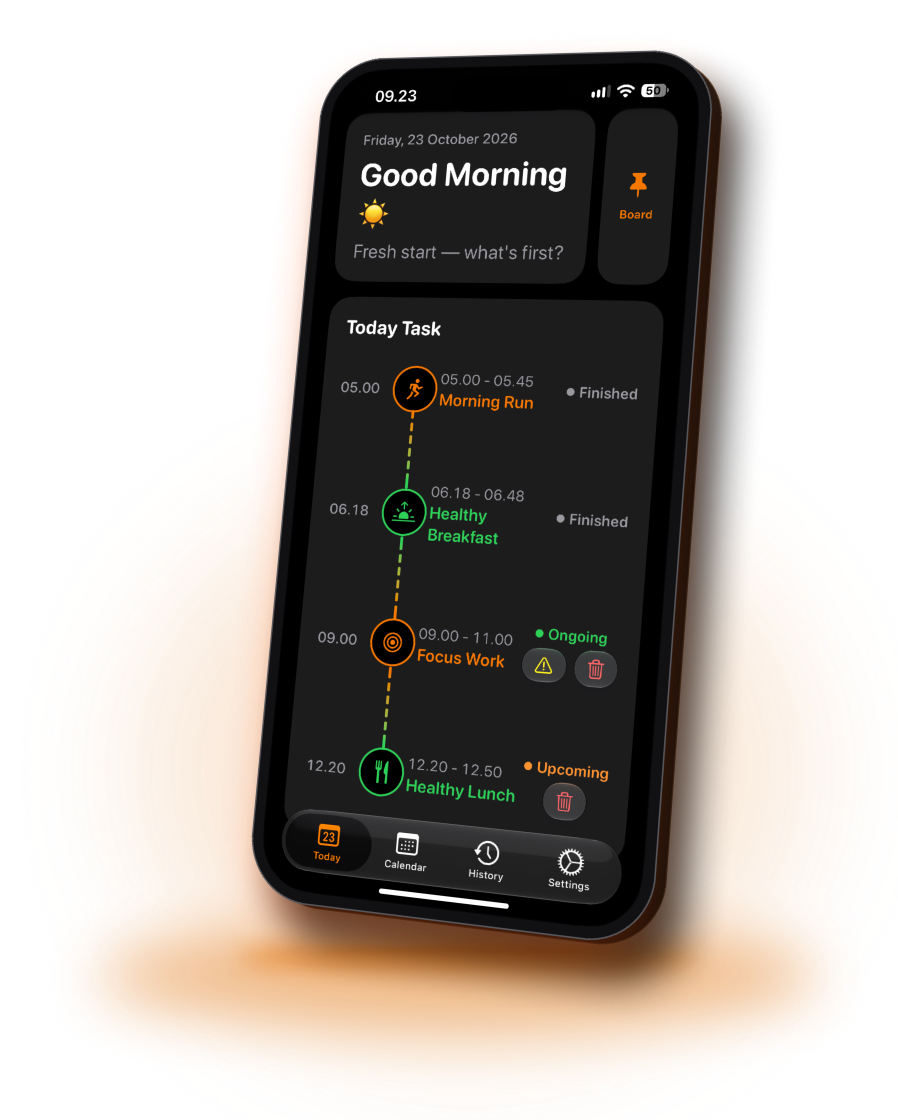 09.23
50
Friday, 23 October 2026
Good Morning
Fresh start — what's first?
Board
Today Task
05.00
05.00 - 05.45
Morning Run
Finished
06.18
06.18 - 06.48
Healthy
Breakfast
Finished
09.00
09.00 - 11.00
Focus Work
Ongoing
12.20
12.20 - 12.50
Healthy Lunch
Upcoming
23
Today
Calendar
History
Settings